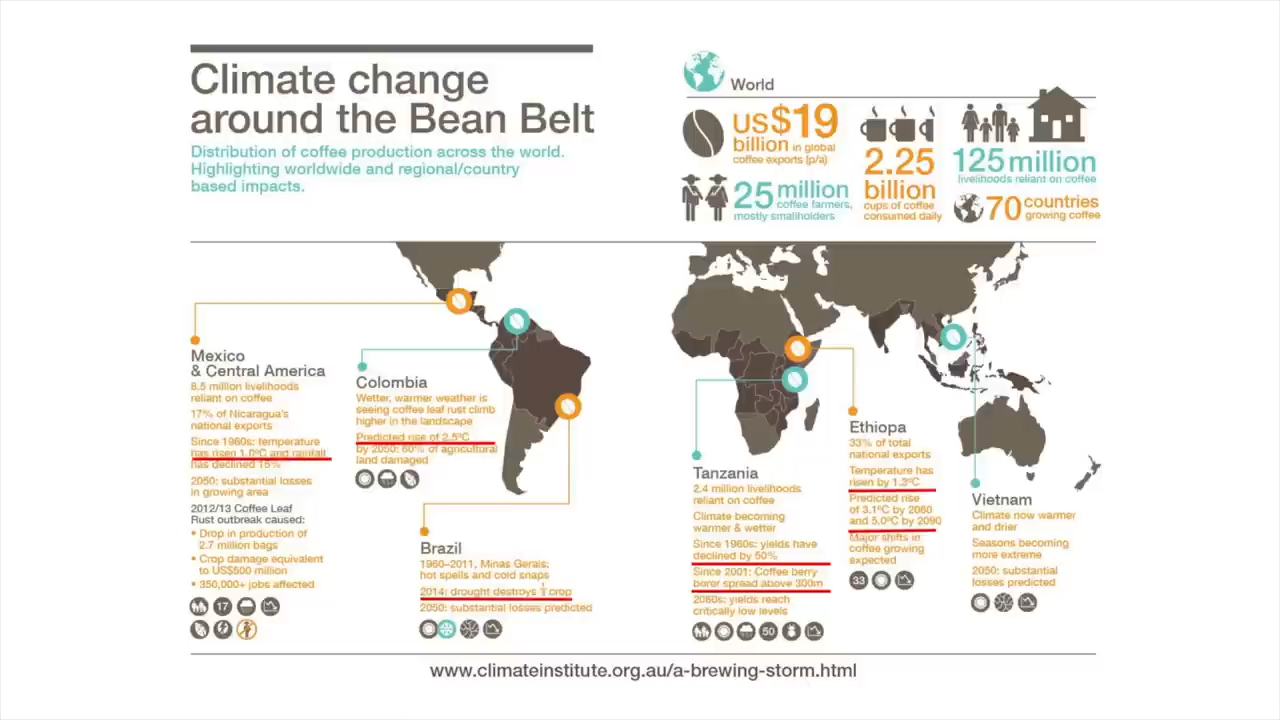 Climate change
around the Bean Belt
Distribution of coffee production across the world.
Highlighting worldwide and regional/country
based impacts.
World
US$19
billion in global
coffee exports (p/a)
25 million
coffee farmers,
mostly smallholders
2.25
billion
cups of coffee
consumed daily
125 million
livelihoods reliant on coffee
70 countries
growing coffee
Mexico
& Central America
8.5 million livelihoods
reliant on coffee
17% of Nicaragua's
national exports
Since 1960s: temperature
has risen 1.0ºC and rainfall
has declined 15%
2050: substantial losses
in growing area
2012/13 Coffee Leaf
Rust outbreak caused:
• Drop in production of
2.7 million bags
• Crop damage equivalent
to US$500 million
• 350,000+ jobs affected
17
Colombia
Wetter, warmer weather is
seeing coffee leaf rust climb
higher in the landscape
Predicted rise of 2.5ºC
by 2050: 60% of agricultural
land damaged
Brazil
1960–2011, Minas Gerais:
hot spells and cold snaps
2014: drought destroys crop
2050: substantial losses predicted
Tanzania
2.4 million livelihoods
reliant on coffee
Climate becoming
warmer & wetter
Since 1960s: yields have
declined by 50%
Since 2001: Coffee berry
borer spread above 300m
2060s: yields reach
critically low levels
50
Ethiopa
33% of total
national exports
Temperature has
risen by 1.3ºC
Predicted rise
of 3.1ºC by 2060
and 5.0ºC by 2090
Major shifts in
coffee growing
expected
33
Vietnam
Climate now warmer
and drier
Seasons becoming
more extreme
2050: substantial
losses predicted
www.climateinstitute.org.au/a-brewing-storm.html